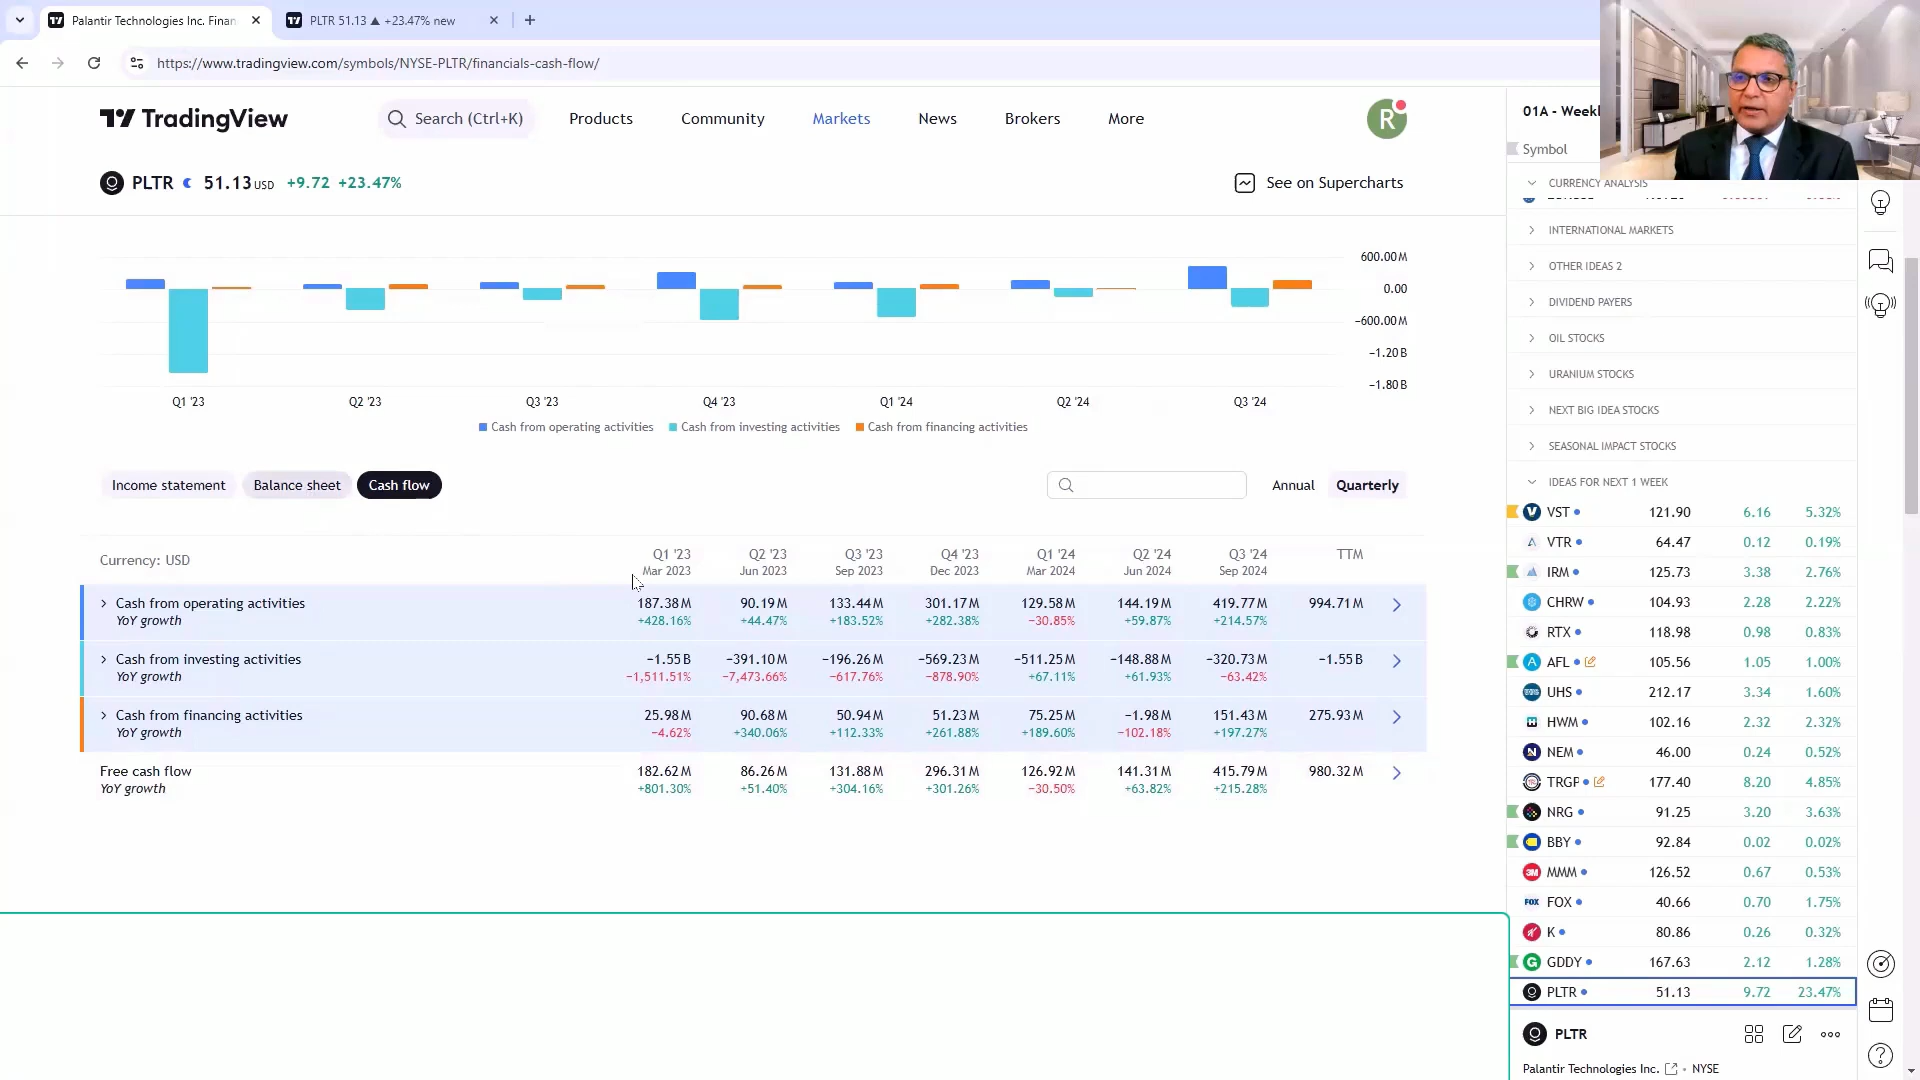 Palantir Technologies Inc. Finan
PLTR 51.13 ▲ +23.47% new
https://www.tradingview.com/symbols/NYSE-PLTR/financials-cash-flow/
TradingView
Search (Ctrl+K)
Products
Community
Markets
News
Brokers
More
R
PLTR 51.13 USD +9.72 +23.47%
See on Supercharts
600.00 M
0.00
−600.00 M
−1.20 B
−1.80 B
Q1 '23 Q2 '23 Q3 '23 Q4 '23 Q1 '24 Q2 '24 Q3 '24
Cash from operating activities Cash from investing activities Cash from financing activities
Income statement Balance sheet Cash flow
Annual Quarterly
Currency: USD
Q1 '23 Q2 '23 Q3 '23 Q4 '23 Q1 '24 Q2 '24 Q3 '24 TTM
Mar 2023 Jun 2023 Sep 2023 Dec 2023 Mar 2024 Jun 2024 Sep 2024
Cash from operating activities 187.38 M 90.19 M 133.44 M 301.17 M 129.58 M 144.19 M 419.77 M 994.71 M
YoY growth +428.16% +44.47% +183.52% +282.38% −30.85% +59.87% +214.57%
Cash from investing activities −1.55 B −391.10 M −196.26 M −569.23 M −511.25 M −148.88 M −320.73 M −1.55 B
YoY growth −1,511.51% −7,473.66% −617.76% −878.90% +67.11% +61.93% −63.42%
Cash from financing activities 25.98 M 90.68 M 50.94 M 51.23 M 75.25 M −1.98 M 151.43 M 275.93 M
YoY growth −4.62% +340.06% +112.33% +261.88% +189.60% −102.18% +197.27%
Free cash flow 182.62 M 86.26 M 131.88 M 296.31 M 126.92 M 141.31 M 415.79 M 980.32 M
YoY growth +801.30% +51.40% +304.16% +301.26% −30.50% +63.82% +215.28%
01A - Weekl
Symbol
CURRENCY ANALYSIS
INTERNATIONAL MARKETS
OTHER IDEAS 2
DIVIDEND PAYERS
OIL STOCKS
URANIUM STOCKS
NEXT BIG IDEA STOCKS
SEASONAL IMPACT STOCKS
IDEAS FOR NEXT 1 WEEK
VST 121.90 6.16 5.32%
VTR 64.47 0.12 0.19%
IRM 125.73 3.38 2.76%
CHRW 104.93 2.28 2.22%
RTX 118.98 0.98 0.83%
AFL 105.56 1.05 1.00%
UHS 212.17 3.34 1.60%
HWM 102.16 2.32 2.32%
NEM 46.00 0.24 0.52%
TRGP 177.40 8.20 4.85%
NRG 91.25 3.20 3.63%
BBY 92.84 0.02 0.02%
MMM 126.52 0.67 0.53%
FOX 40.66 0.70 1.75%
K 80.86 0.26 0.32%
GDDY 167.63 2.12 1.28%
PLTR 51.13 9.72 23.47%
PLTR
Palantir Technologies Inc. • NYSE